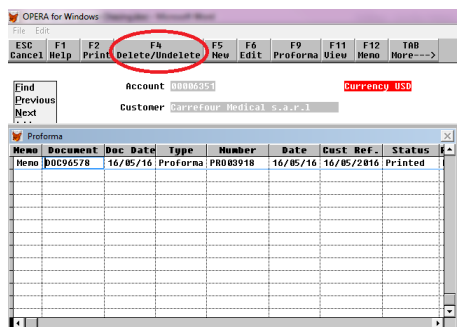 OPERA for Windows
File Edit
ESC F1 F2 F4 F5 F6 F9 F11 F12 TAB
Cancel Help Print Delete/Undelete New Edit Proforma View Memo More--->
Find Account 00006351 Currency USD
Previous
Next Customer Carrefour Medical s.a.r.l
Proforma
Memo Document Doc Date Type Number Date Cust Ref. Status
Memo DOC96578 16/05/16 Proforma PRO03918 16/05/16 16/05/2016 Printed